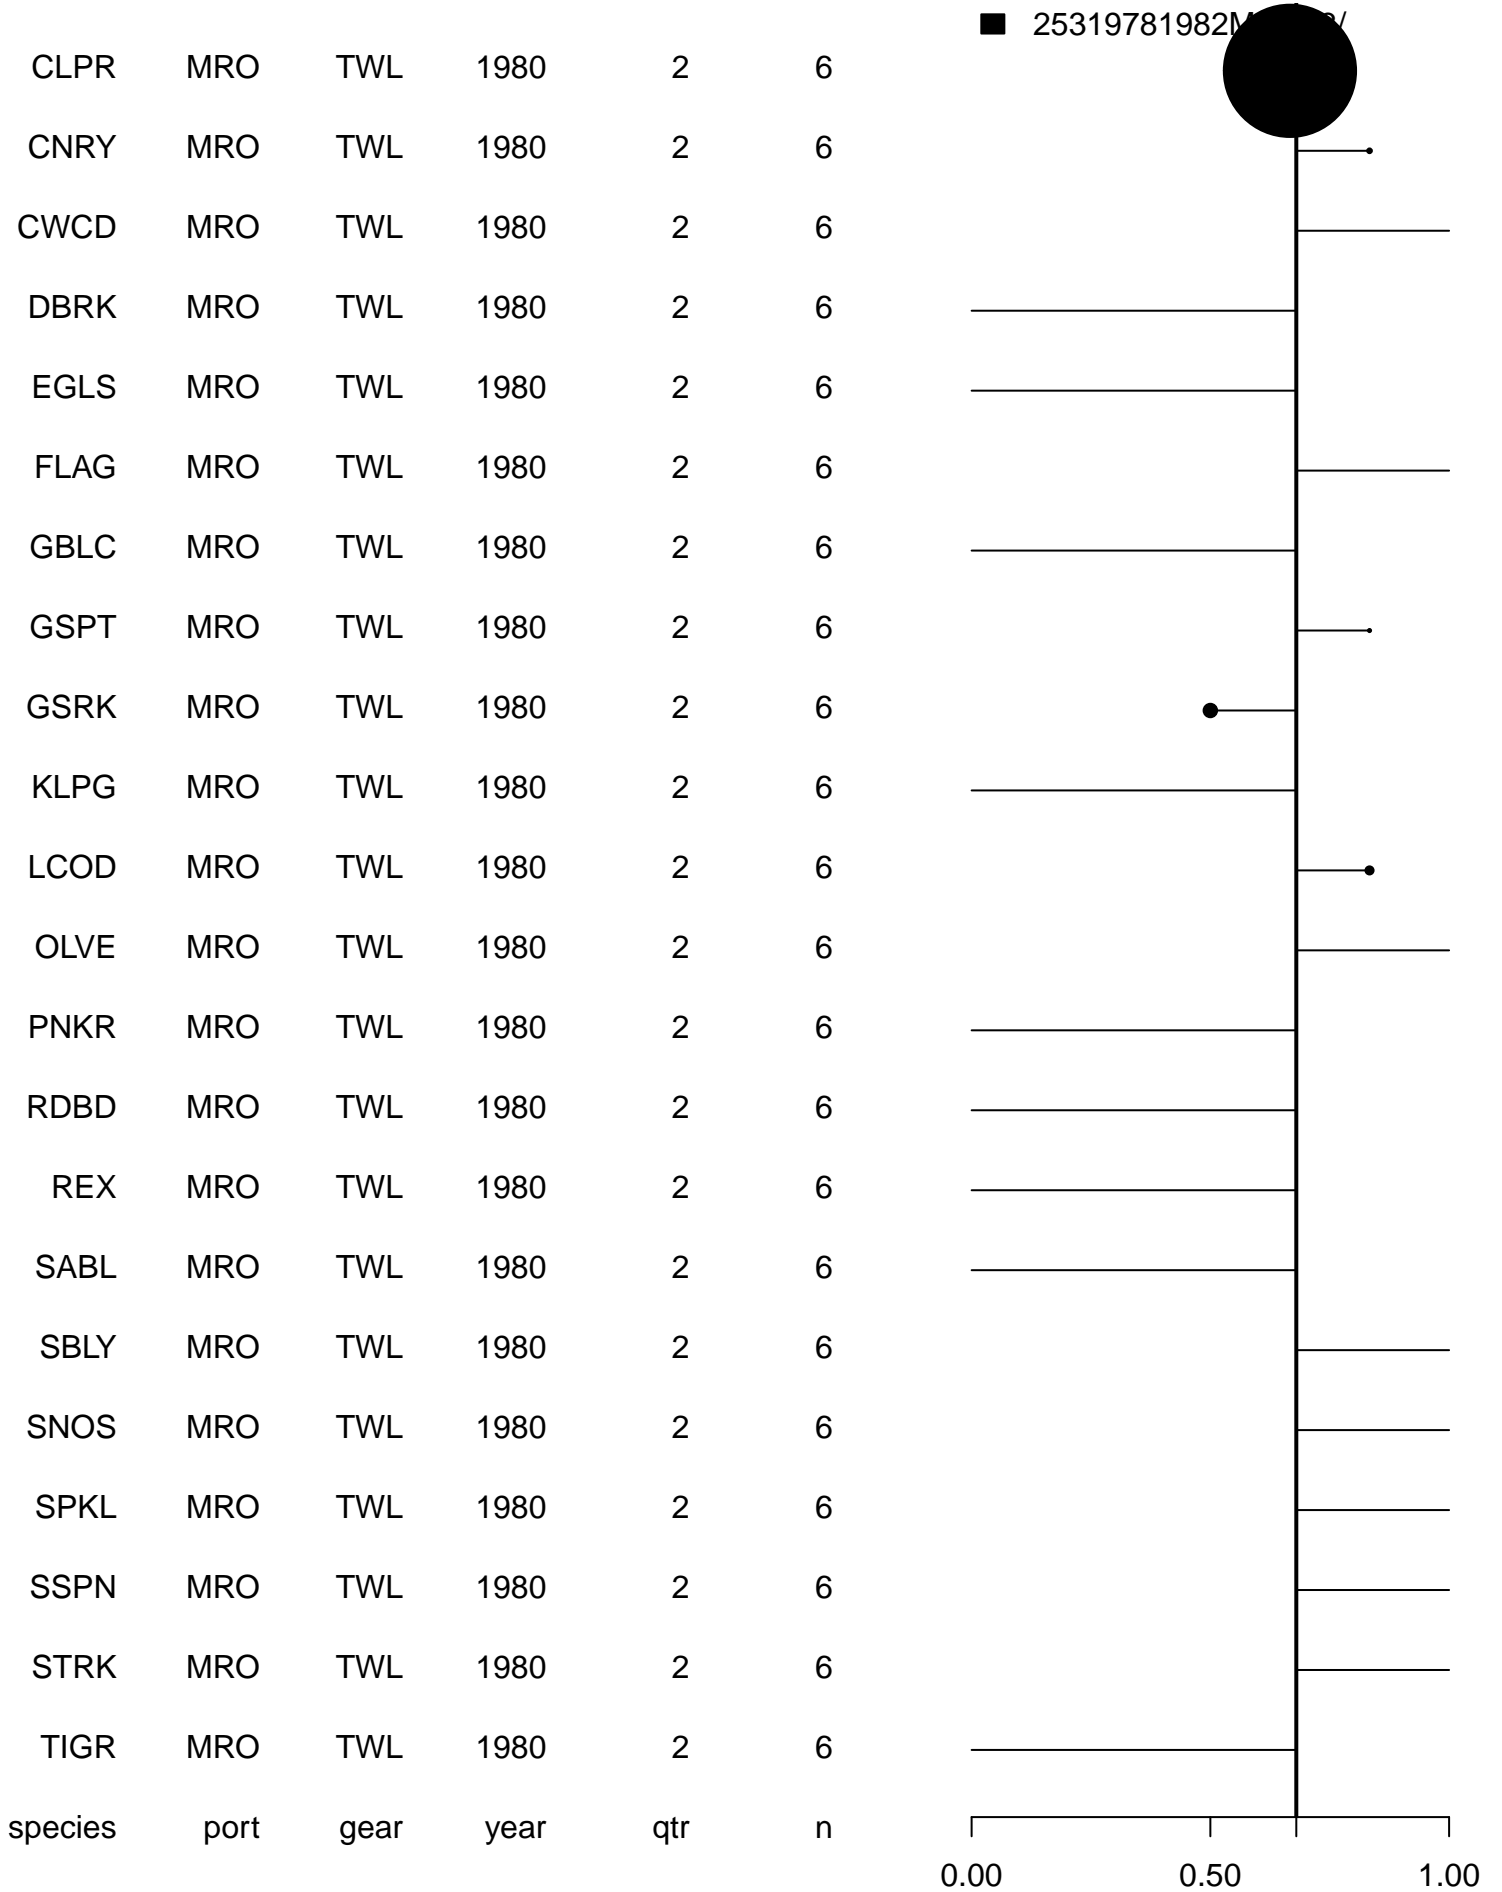 25319781982M
CLPR MRO TWL 1980 2 6
CNRY MRO TWL 1980 2 6
CWCD MRO TWL 1980 2 6
DBRK MRO TWL 1980 2 6
EGLS MRO TWL 1980 2 6
FLAG MRO TWL 1980 2 6
GBLC MRO TWL 1980 2 6
GSPT MRO TWL 1980 2 6
GSRK MRO TWL 1980 2 6
KLPG MRO TWL 1980 2 6
LCOD MRO TWL 1980 2 6
OLVE MRO TWL 1980 2 6
PNKR MRO TWL 1980 2 6
RDBD MRO TWL 1980 2 6
REX MRO TWL 1980 2 6
SABL MRO TWL 1980 2 6
SBLY MRO TWL 1980 2 6
SNOS MRO TWL 1980 2 6
SPKL MRO TWL 1980 2 6
SSPN MRO TWL 1980 2 6
STRK MRO TWL 1980 2 6
TIGR MRO TWL 1980 2 6
species port gear year qtr n
0.00 0.50 1.00